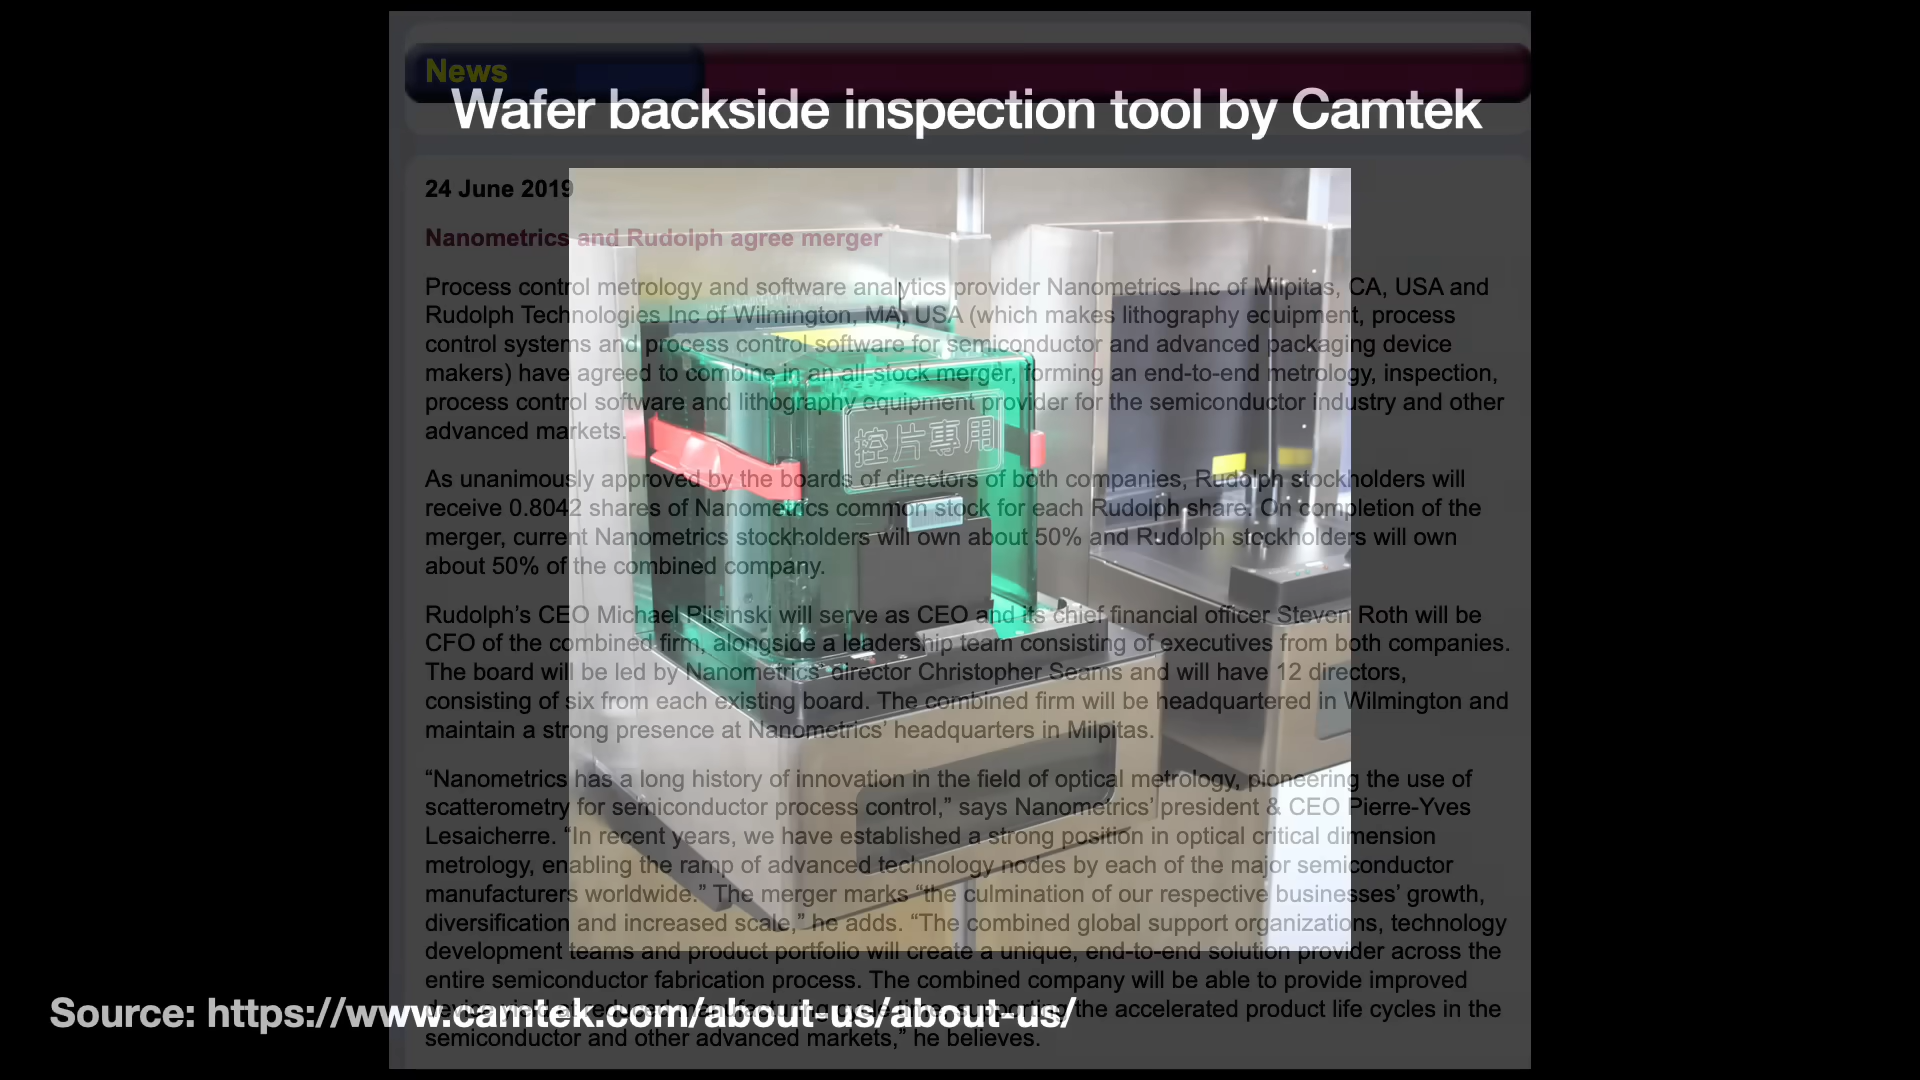 News
Wafer backside inspection tool by Camtek
24 June 2019
Nanometrics and Rudolph agree merger
Process control metrology and software analytics provider Nanometrics Inc of Milpitas, CA, USA and
Rudolph Technologies Inc of Wilmington, MA, USA (which makes lithography equipment, process
control systems and process control software for semiconductor and advanced packaging device
makers) have agreed to combine in an all-stock merger, forming an end-to-end metrology, inspection,
process control software and lithography equipment provider for the semiconductor industry and other
advanced markets.
控片專用
As unanimously approved by the boards of directors of both companies, Rudolph stockholders will
receive 0.8042 shares of Nanometrics common stock for each Rudolph share. On completion of the
merger, current Nanometrics stockholders will own about 50% and Rudolph stockholders will own
about 50% of the combined company.
Rudolph’s CEO Michael Plisinski will serve as CEO and its chief financial officer Steven Roth will be
CFO of the combined firm, alongside a leadership team consisting of executives from both companies.
The board will be led by Nanometrics’ director Christopher Seams and will have 12 directors,
consisting of six from each existing board. The combined firm will be headquartered in Wilmington and
maintain a strong presence at Nanometrics’ headquarters in Milpitas.
“Nanometrics has a long history of innovation in the field of optical metrology, pioneering the use of
scatterometry for semiconductor process control,” says Nanometrics’ president & CEO Pierre-Yves
Lesaicherre. “In recent years, we have established a strong position in optical critical dimension
metrology, enabling the ramp of advanced technology nodes by each of the major semiconductor
manufacturers worldwide.” The merger marks “the culmination of our respective businesses’ growth,
diversification and increased scale,” he adds. “The combined global support organizations, technology
development teams and product portfolio will create a unique, end-to-end solution provider across the
entire semiconductor fabrication process. The combined company will be able to provide improved
device yield at reduced manufacturing cycle time, supporting the accelerated product life cycles in the
Source: https://www.camtek.com/about-us/about-us/
semiconductor and other advanced markets,” he believes.